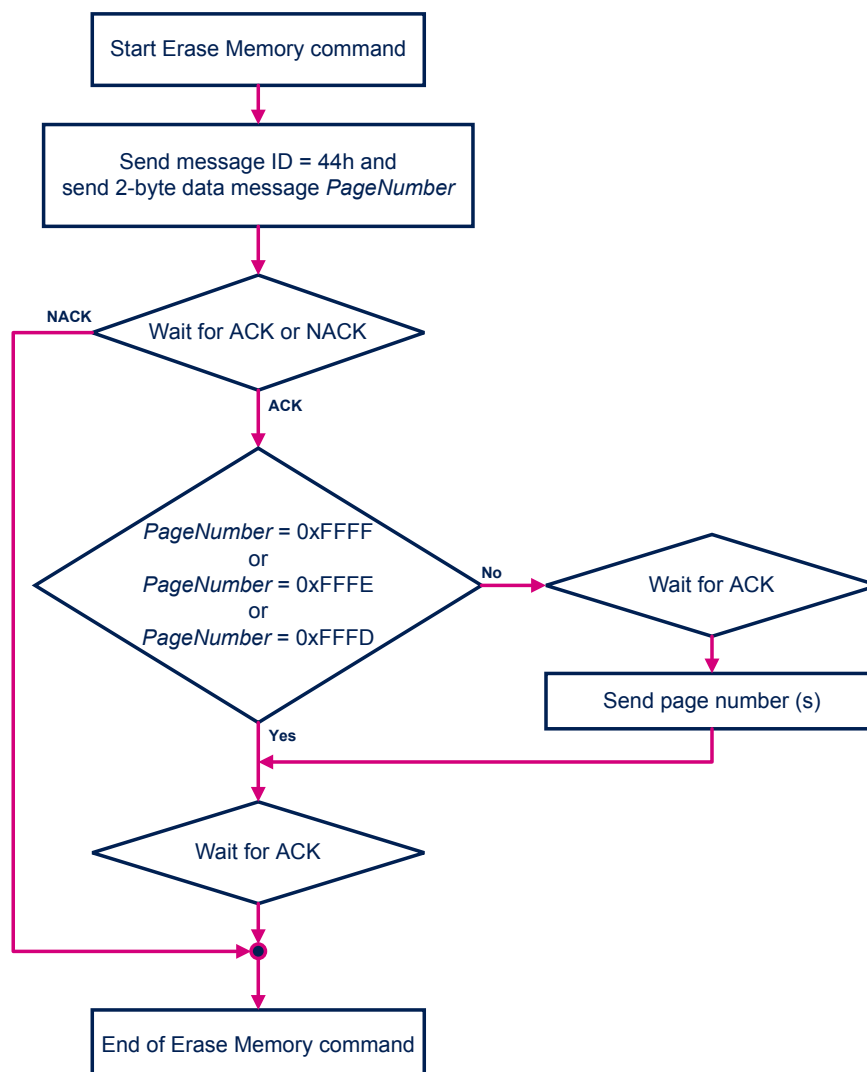 Start Erase Memory command
Send message ID = 44h and
send 2-byte data message PageNumber
NACK
Wait for ACK or NACK
ACK
PageNumber = 0xFFFF
or
PageNumber = 0xFFFE
or
PageNumber = 0xFFFD
No
Wait for ACK
Send page number (s)
Yes
Wait for ACK
End of Erase Memory command